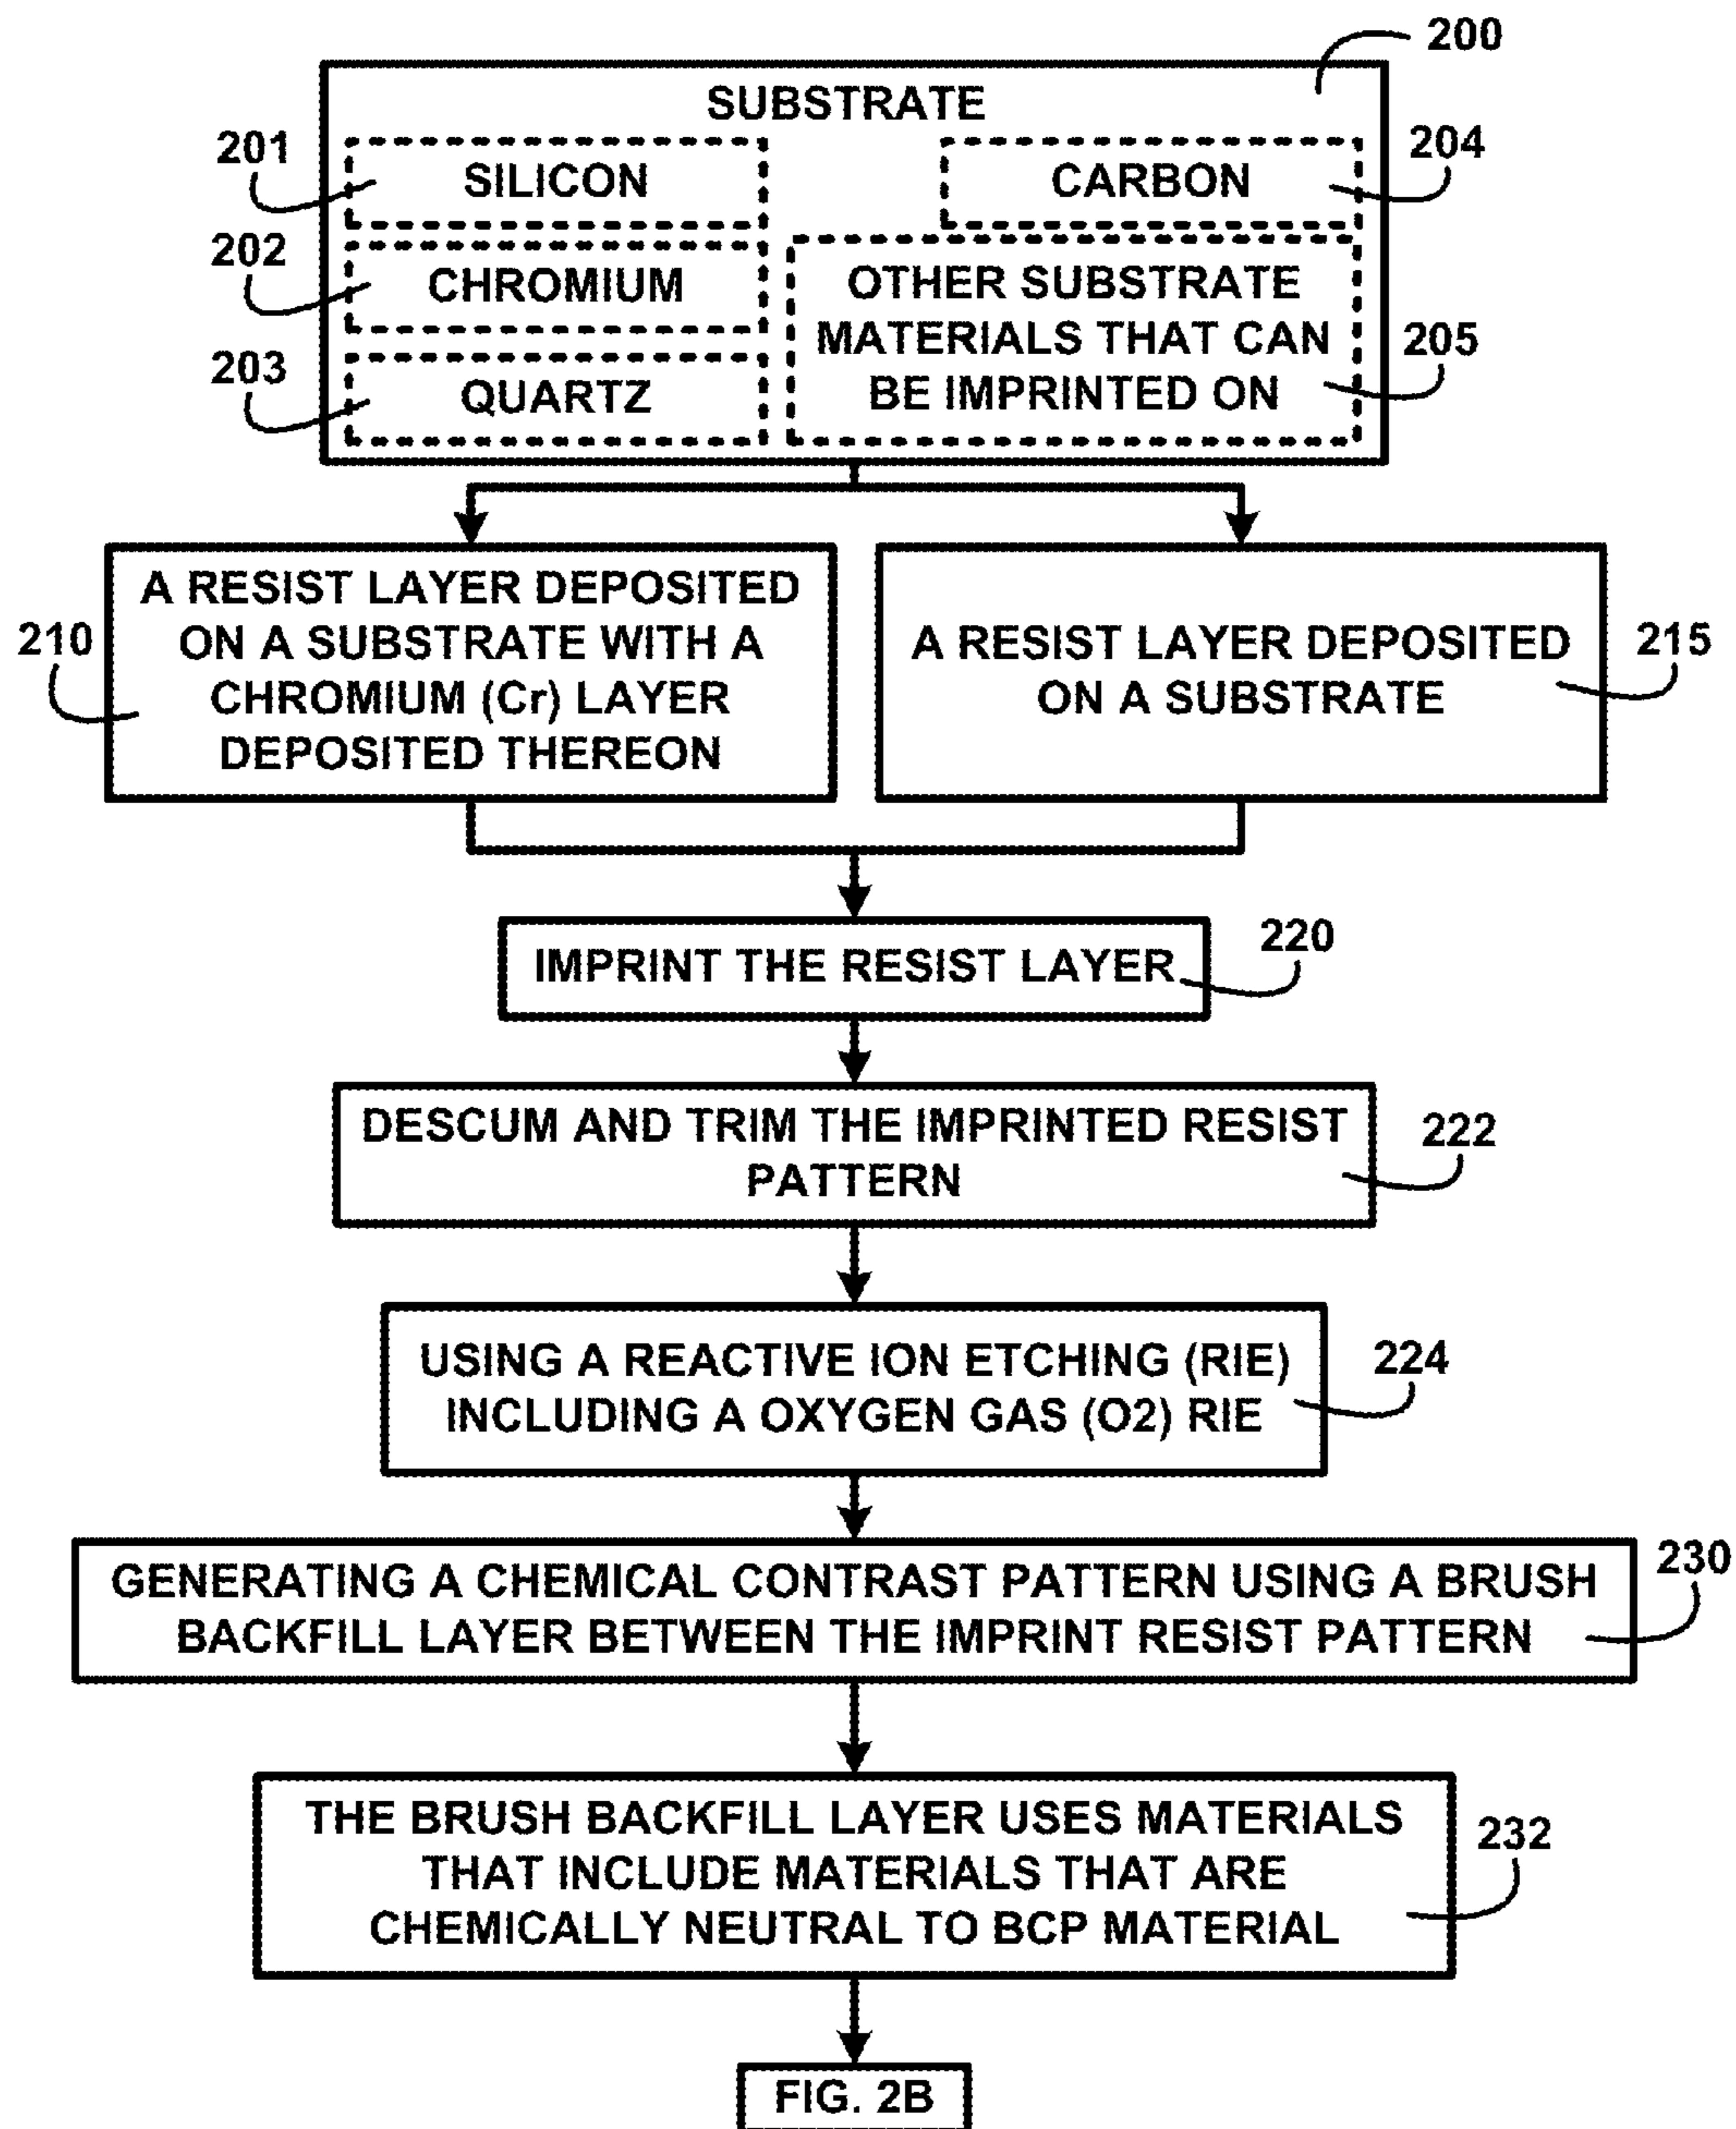 200
SUBSTRATE
201
SILICON
CARBON
204
202
CHROMIUM
203
QUARTZ
OTHER SUBSTRATE
MATERIALS THAT CAN
BE IMPRINTED ON
205
210
A RESIST LAYER DEPOSITED
ON A SUBSTRATE WITH A
CHROMIUM (Cr) LAYER
DEPOSITED THEREON
A RESIST LAYER DEPOSITED
ON A SUBSTRATE
215
IMPRINT THE RESIST LAYER
220
DESCUM AND TRIM THE IMPRINTED RESIST
PATTERN
222
USING A REACTIVE ION ETCHING (RIE)
INCLUDING A OXYGEN GAS (O2) RIE
224
GENERATING A CHEMICAL CONTRAST PATTERN USING A BRUSH
BACKFILL LAYER BETWEEN THE IMPRINT RESIST PATTERN
230
THE BRUSH BACKFILL LAYER USES MATERIALS
THAT INCLUDE MATERIALS THAT ARE
CHEMICALLY NEUTRAL TO BCP MATERIAL
232
FIG. 2B